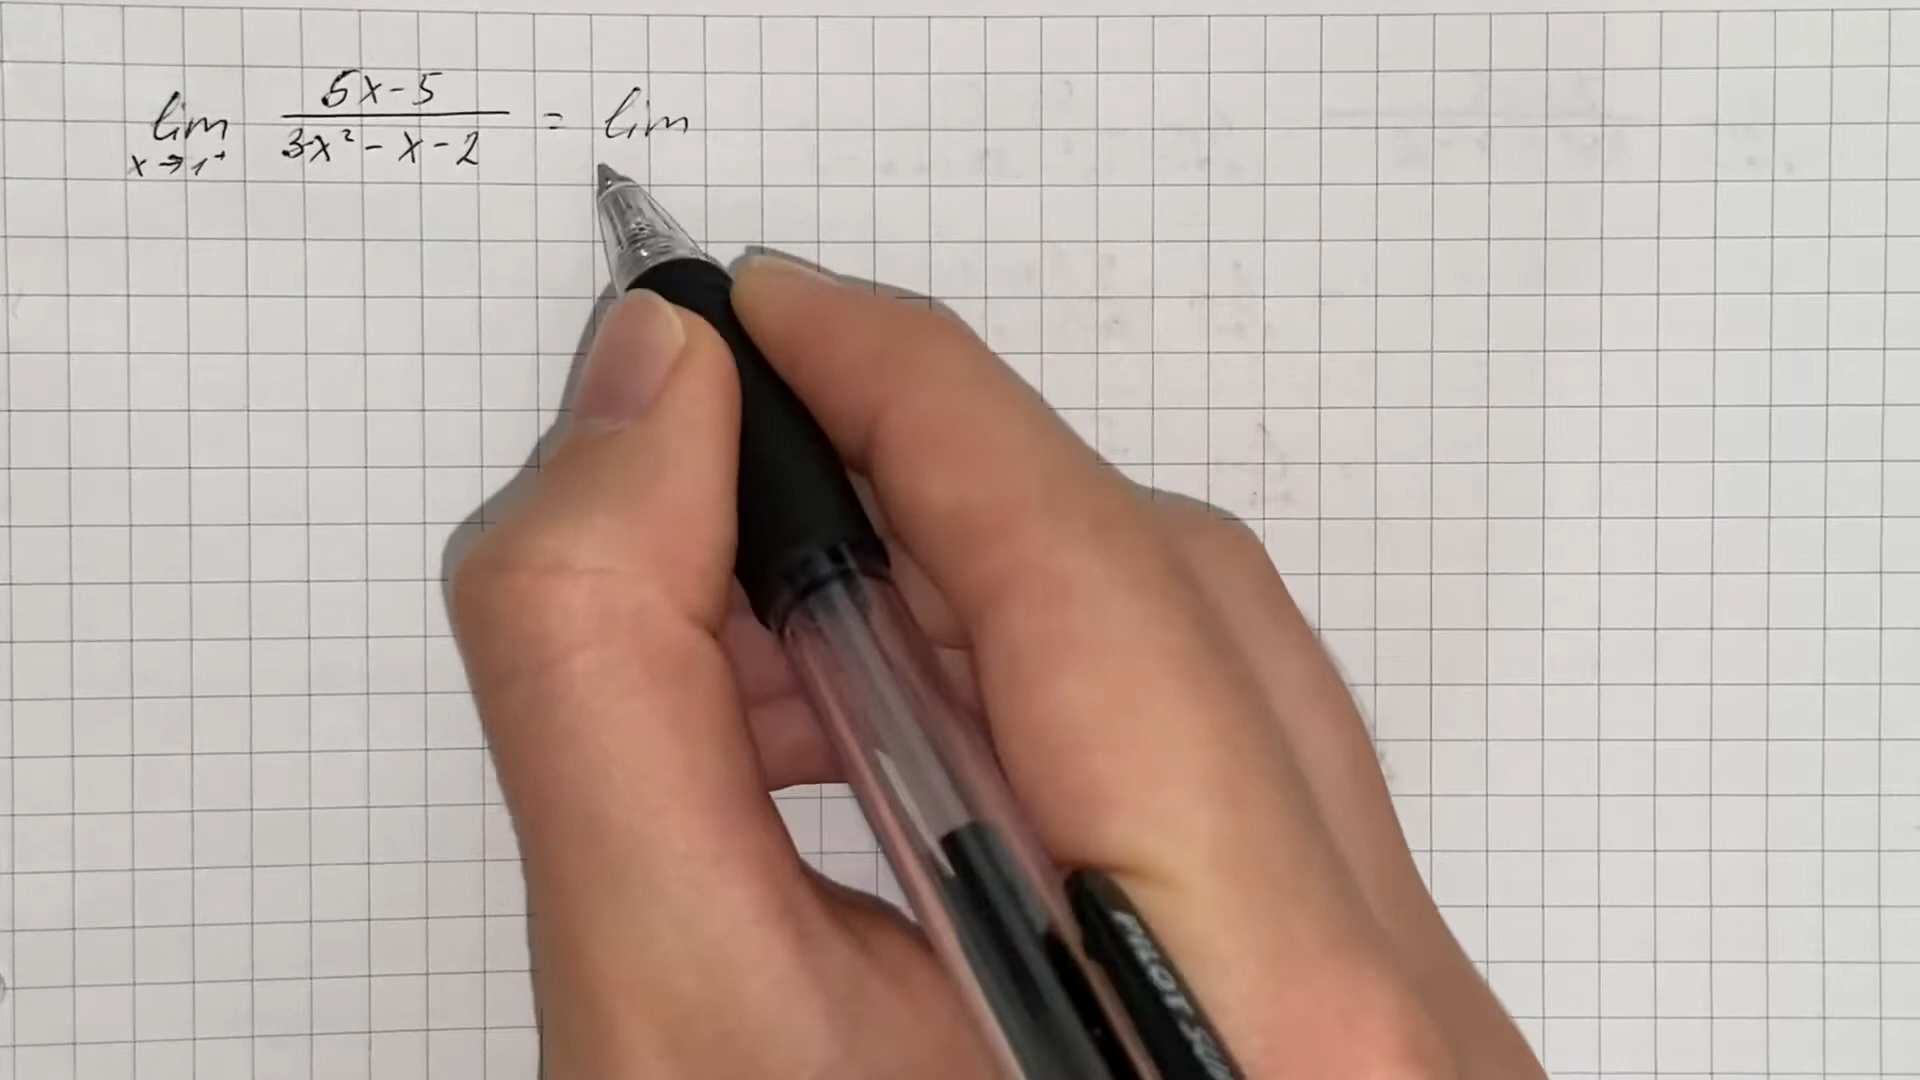 lim x→1⁺ (5x-5)/(3x²-x-2) = lim
PILOT